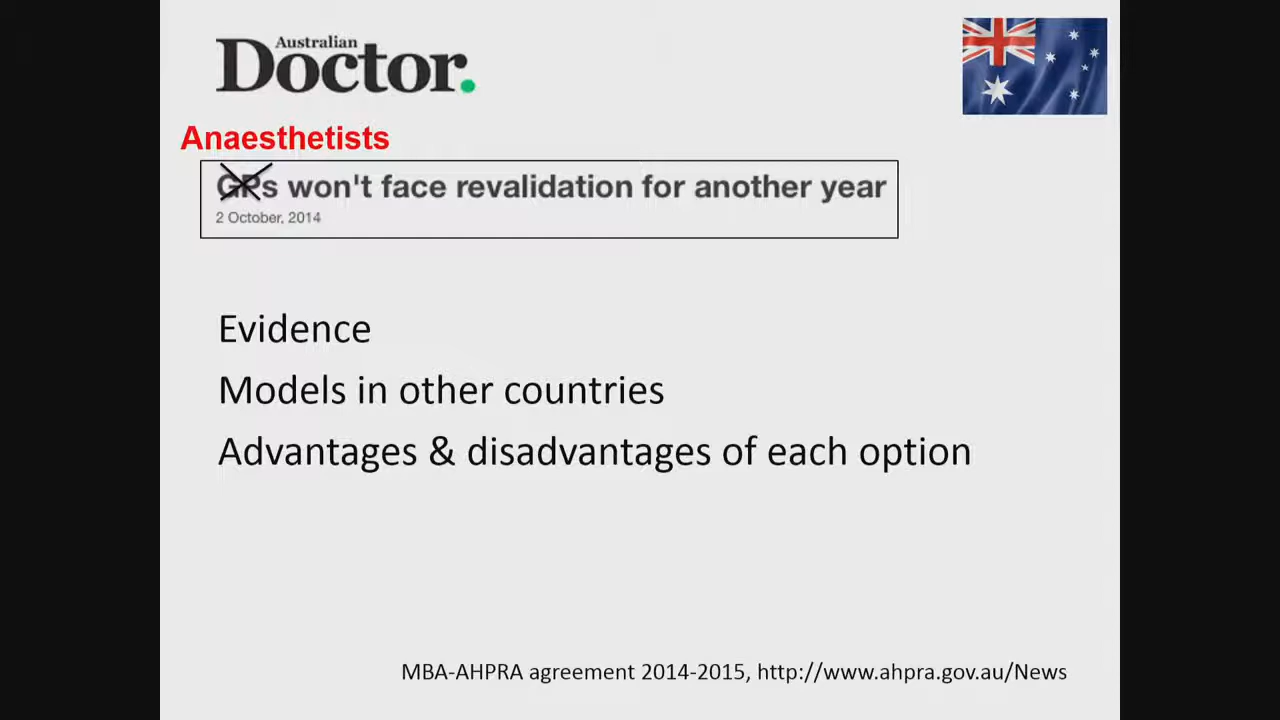 Australian
Doctor.
Anaesthetists
GPs won't face revalidation for another year
2 October, 2014
Evidence
Models in other countries
Advantages & disadvantages of each option
MBA-AHPRA agreement 2014-2015, http://www.ahpra.gov.au/News